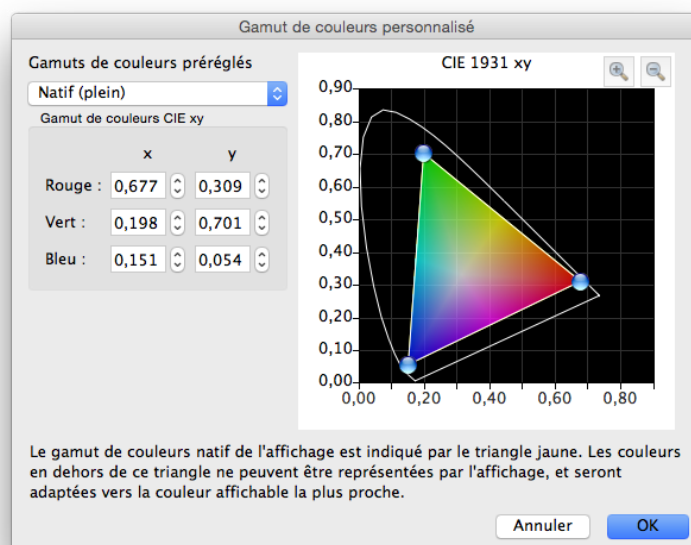 Gamut de couleurs personnalisé
Gamuts de couleurs préréglés
Natif (plein)
Gamut de couleurs CIE xy
x y
Rouge : 0,677 0,309
Vert : 0,198 0,701
Bleu : 0,151 0,054
CIE 1931 xy
0,90
0,80
0,70
0,60
0,50
0,40
0,30
0,20
0,10
0,00
0,00 0,20 0,40 0,60 0,80
Le gamut de couleurs natif de l'affichage est indiqué par le triangle jaune. Les couleurs
en dehors de ce triangle ne peuvent être représentées par l'affichage, et seront
adaptées vers la couleur affichable la plus proche.
Annuler OK